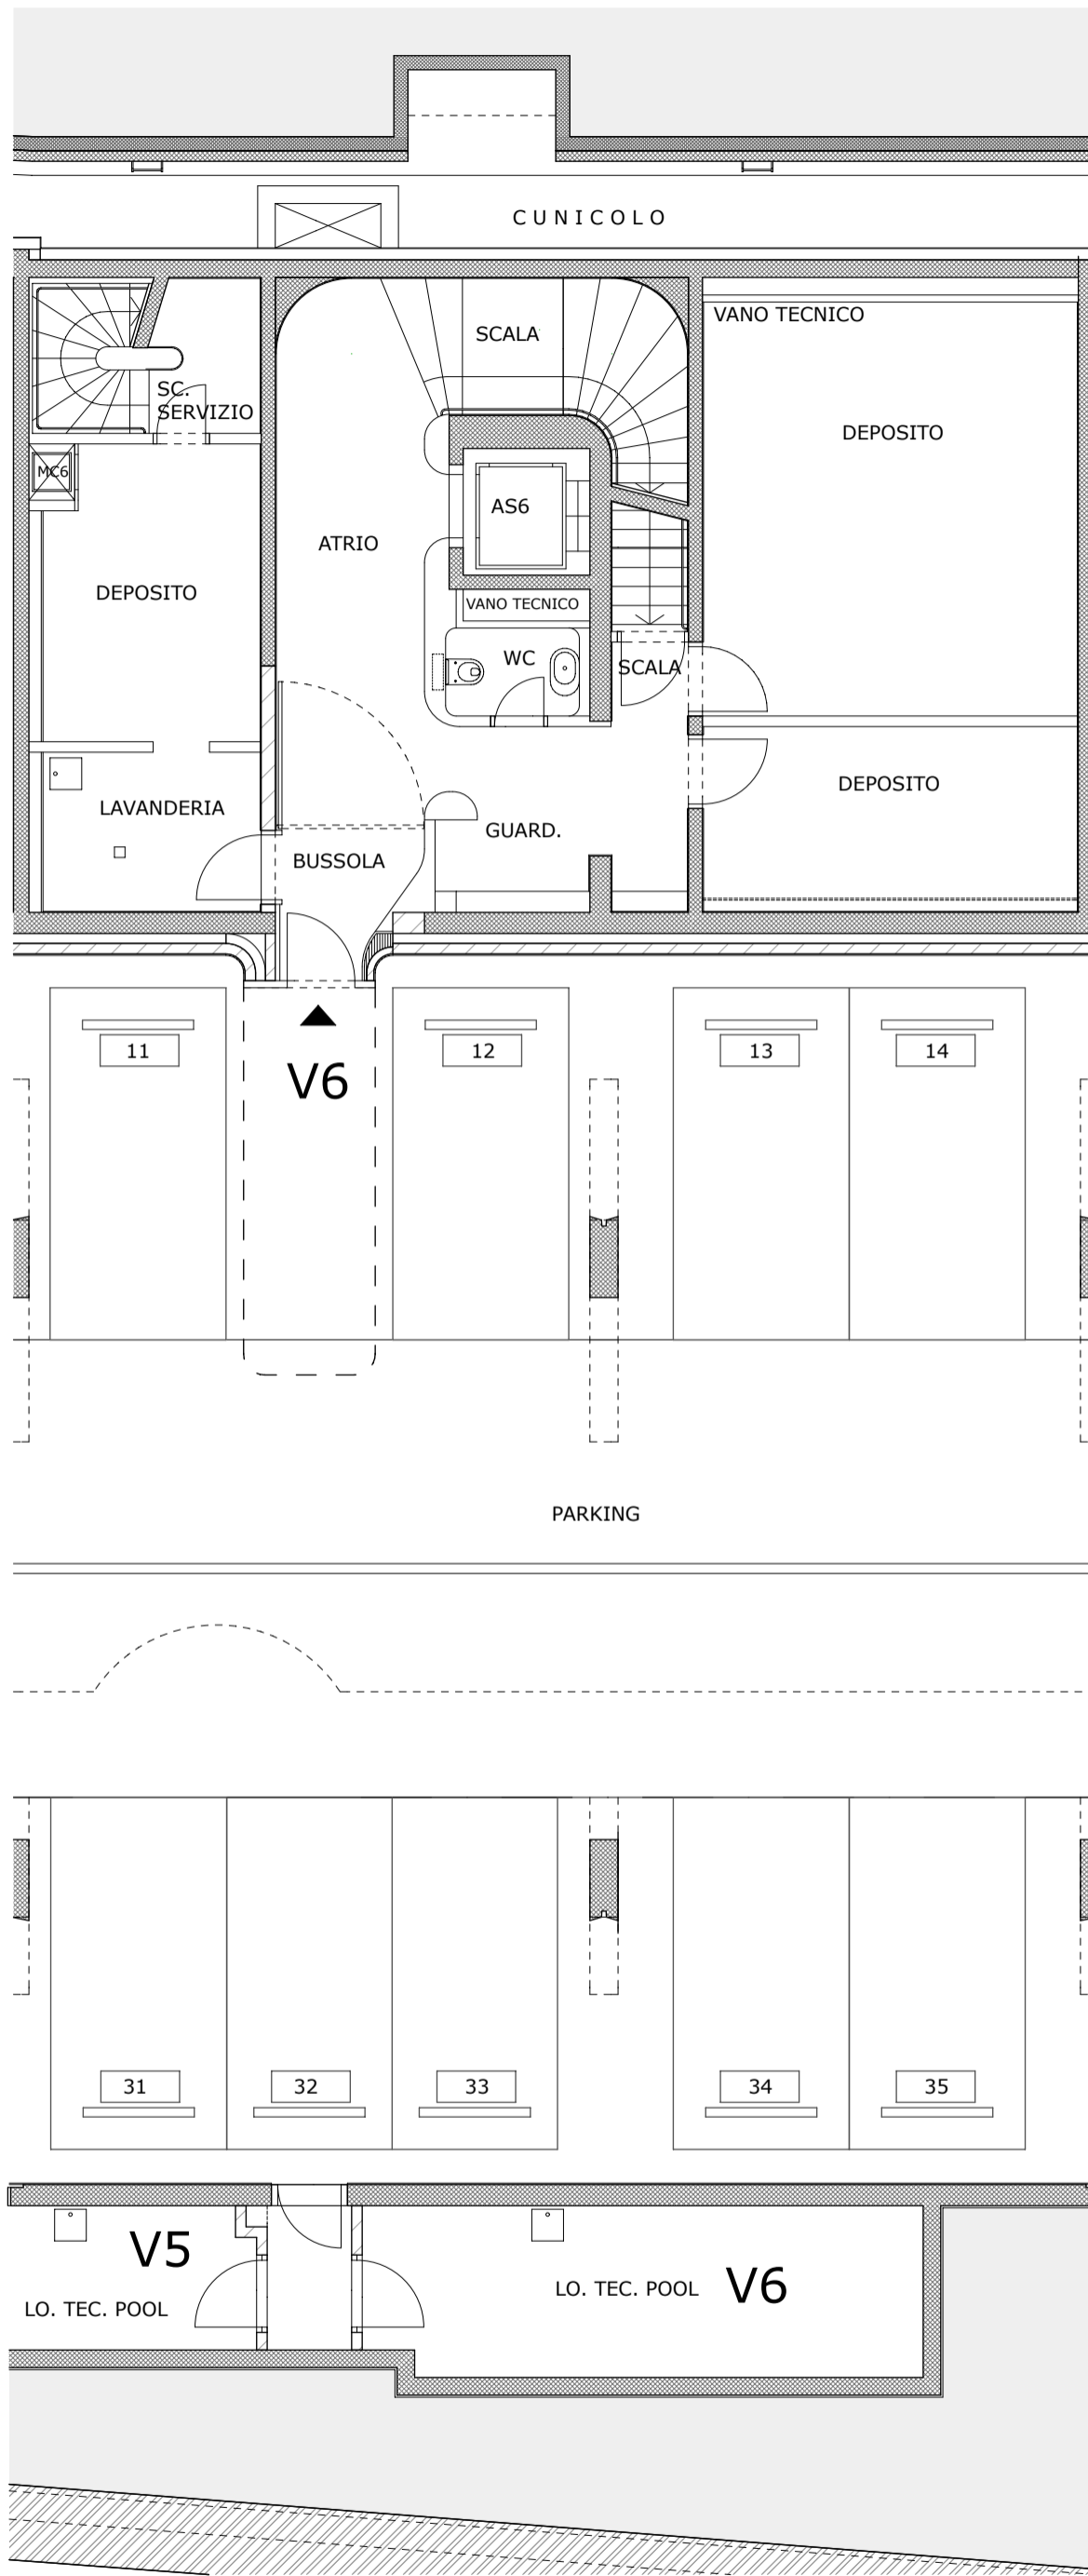 CUNICOLO
VANO TECNICO
SCALA
SC.
SERVIZIO
DEPOSITO
MC6
AS6
ATRIO
DEPOSITO
VANO TECNICO
WC
SCALA
DEPOSITO
LAVANDERIA
GUARD.
BUSSOLA
11
12
13
14
V6
PARKING
31
32
33
34
35
V5
LO. TEC. POOL
LO. TEC. POOL
V6